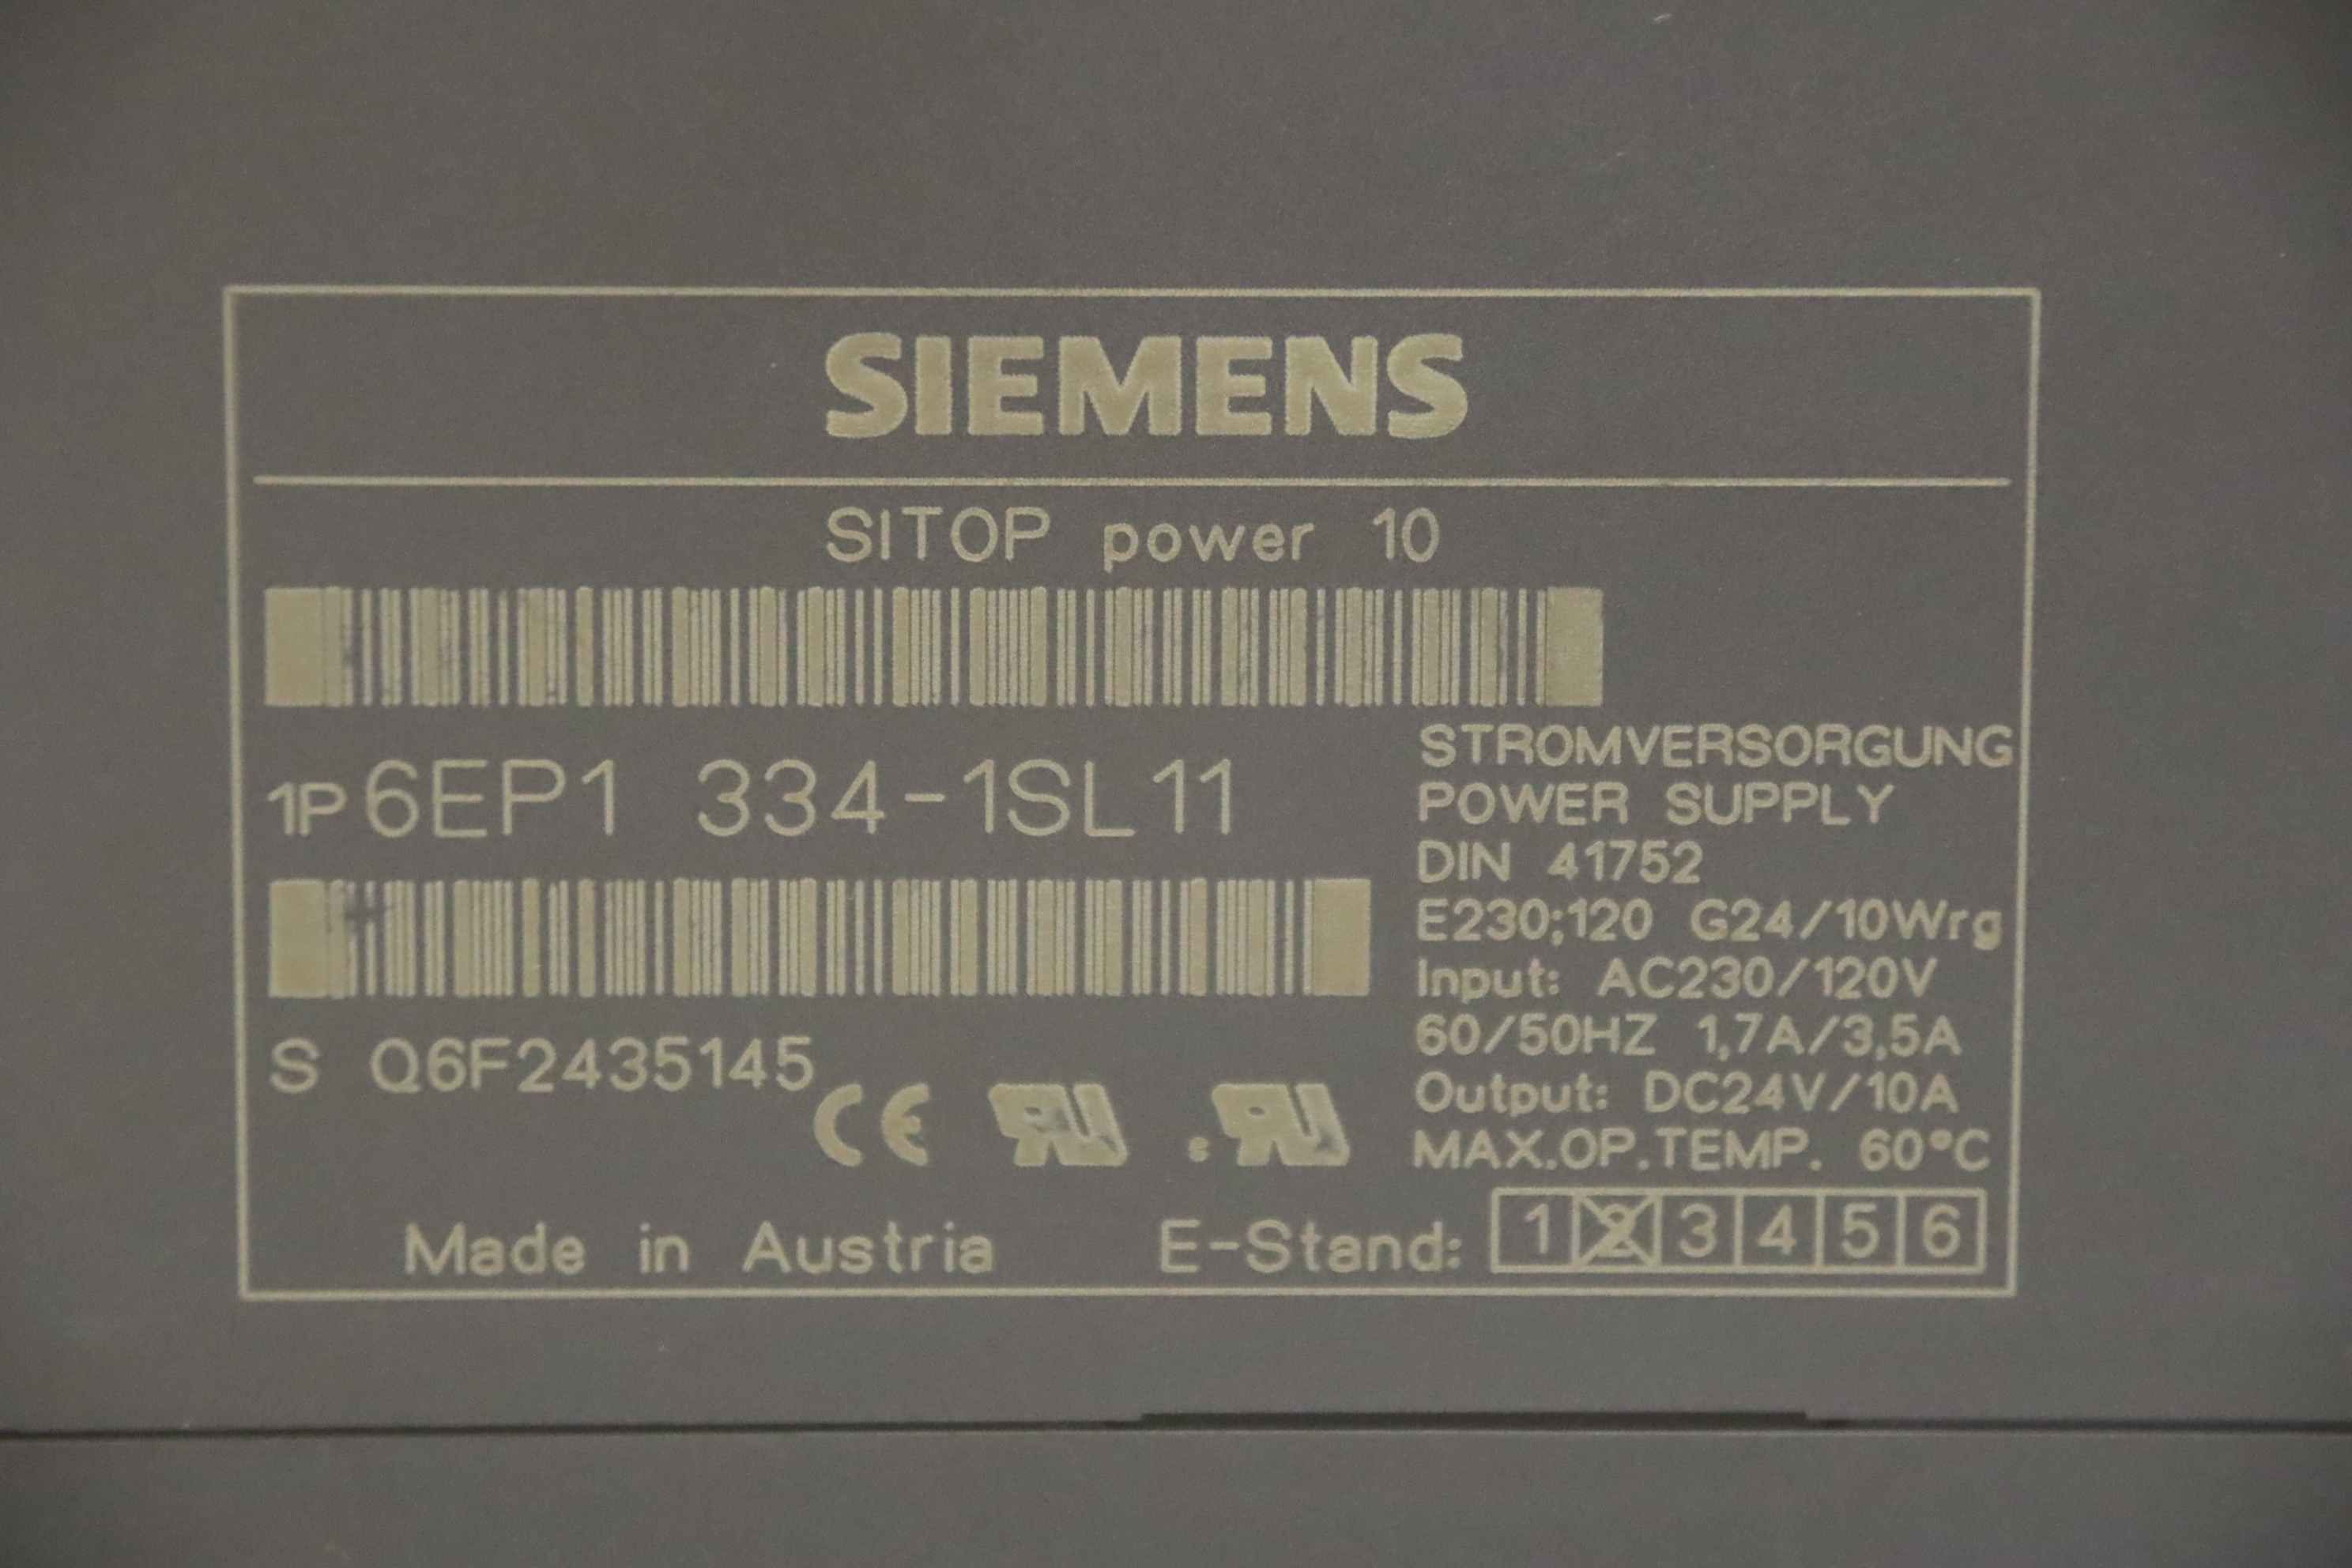 SIEMENS
SITOP power 10
1P 6EP1 334-1SL11
S Q6F2435145
STROMVERSORGUNG
POWER SUPPLY
DIN 41752
E230;120 G24/10Wrg
Input: AC230/120V
60/50HZ 1,7A/3,5A
Output: DC24V/10A
MAX.OP.TEMP. 60°C
CE
Made in Austria
E-Stand: 1 2 3 4 5 6